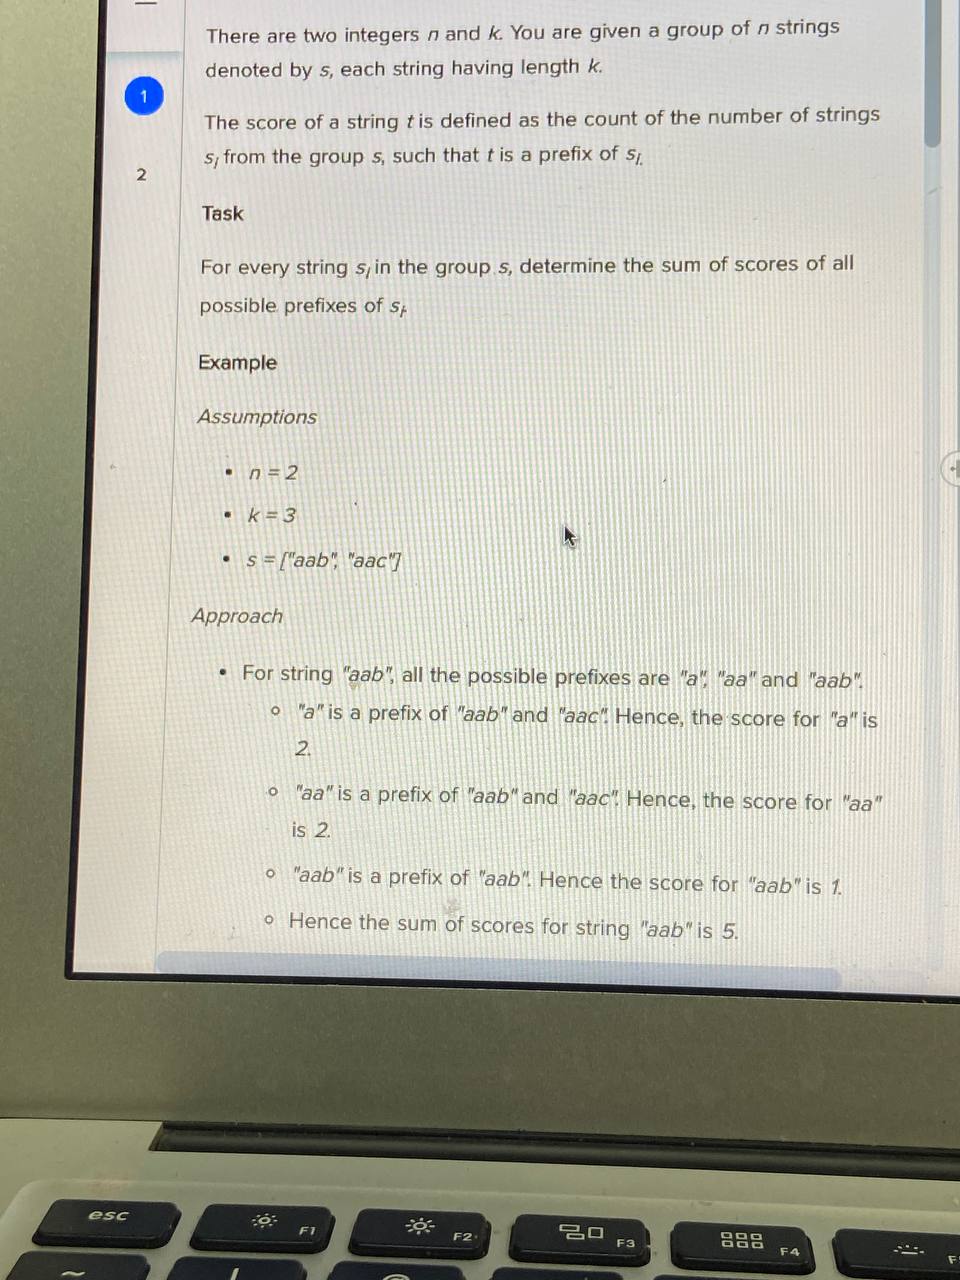 There are two integers n and k. You are given a group of n strings
denoted by s, each string having length k.
1
The score of a string t is defined as the count of the number of strings
si from the group s, such that t is a prefix of si.
2
Task
For every string si in the group s, determine the sum of scores of all
possible prefixes of si.
Example
Assumptions
• n = 2
• k = 3
• s = ["aab", "aac"]
Approach
• For string "aab", all the possible prefixes are "a", "aa" and "aab".
o "a" is a prefix of "aab" and "aac". Hence, the score for "a" is
2.
o "aa" is a prefix of "aab" and "aac". Hence, the score for "aa"
is 2.
o "aab" is a prefix of "aab". Hence the score for "aab" is 1.
o Hence the sum of scores for string "aab" is 5.
esc F1 F2 F3 F4
~